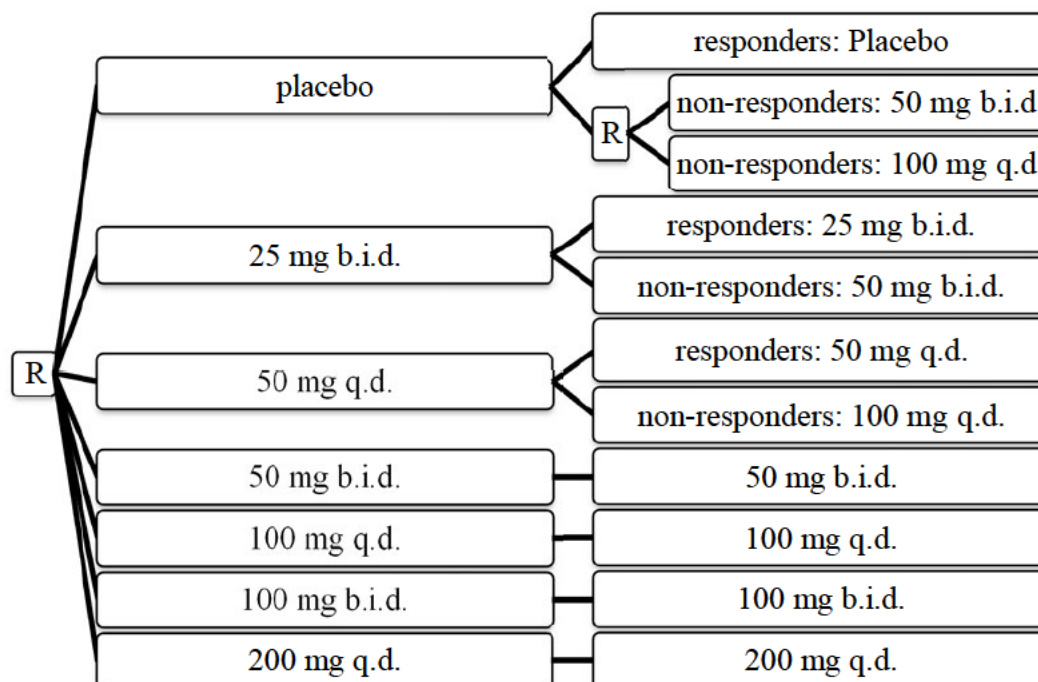 responders: Placebo
placebo
non-responders: 50 mg b.i.d
R
non-responders: 100 mg q.d
responders: 25 mg b.i.d.
25 mg b.i.d.
non-responders: 50 mg b.i.d.
responders: 50 mg q.d.
R
50 mg q.d.
non-responders: 100 mg q.d.
50 mg b.i.d.
50 mg b.i.d.
100 mg q.d.
100 mg q.d.
100 mg b.i.d.
100 mg b.i.d.
200 mg q.d.
200 mg q.d.